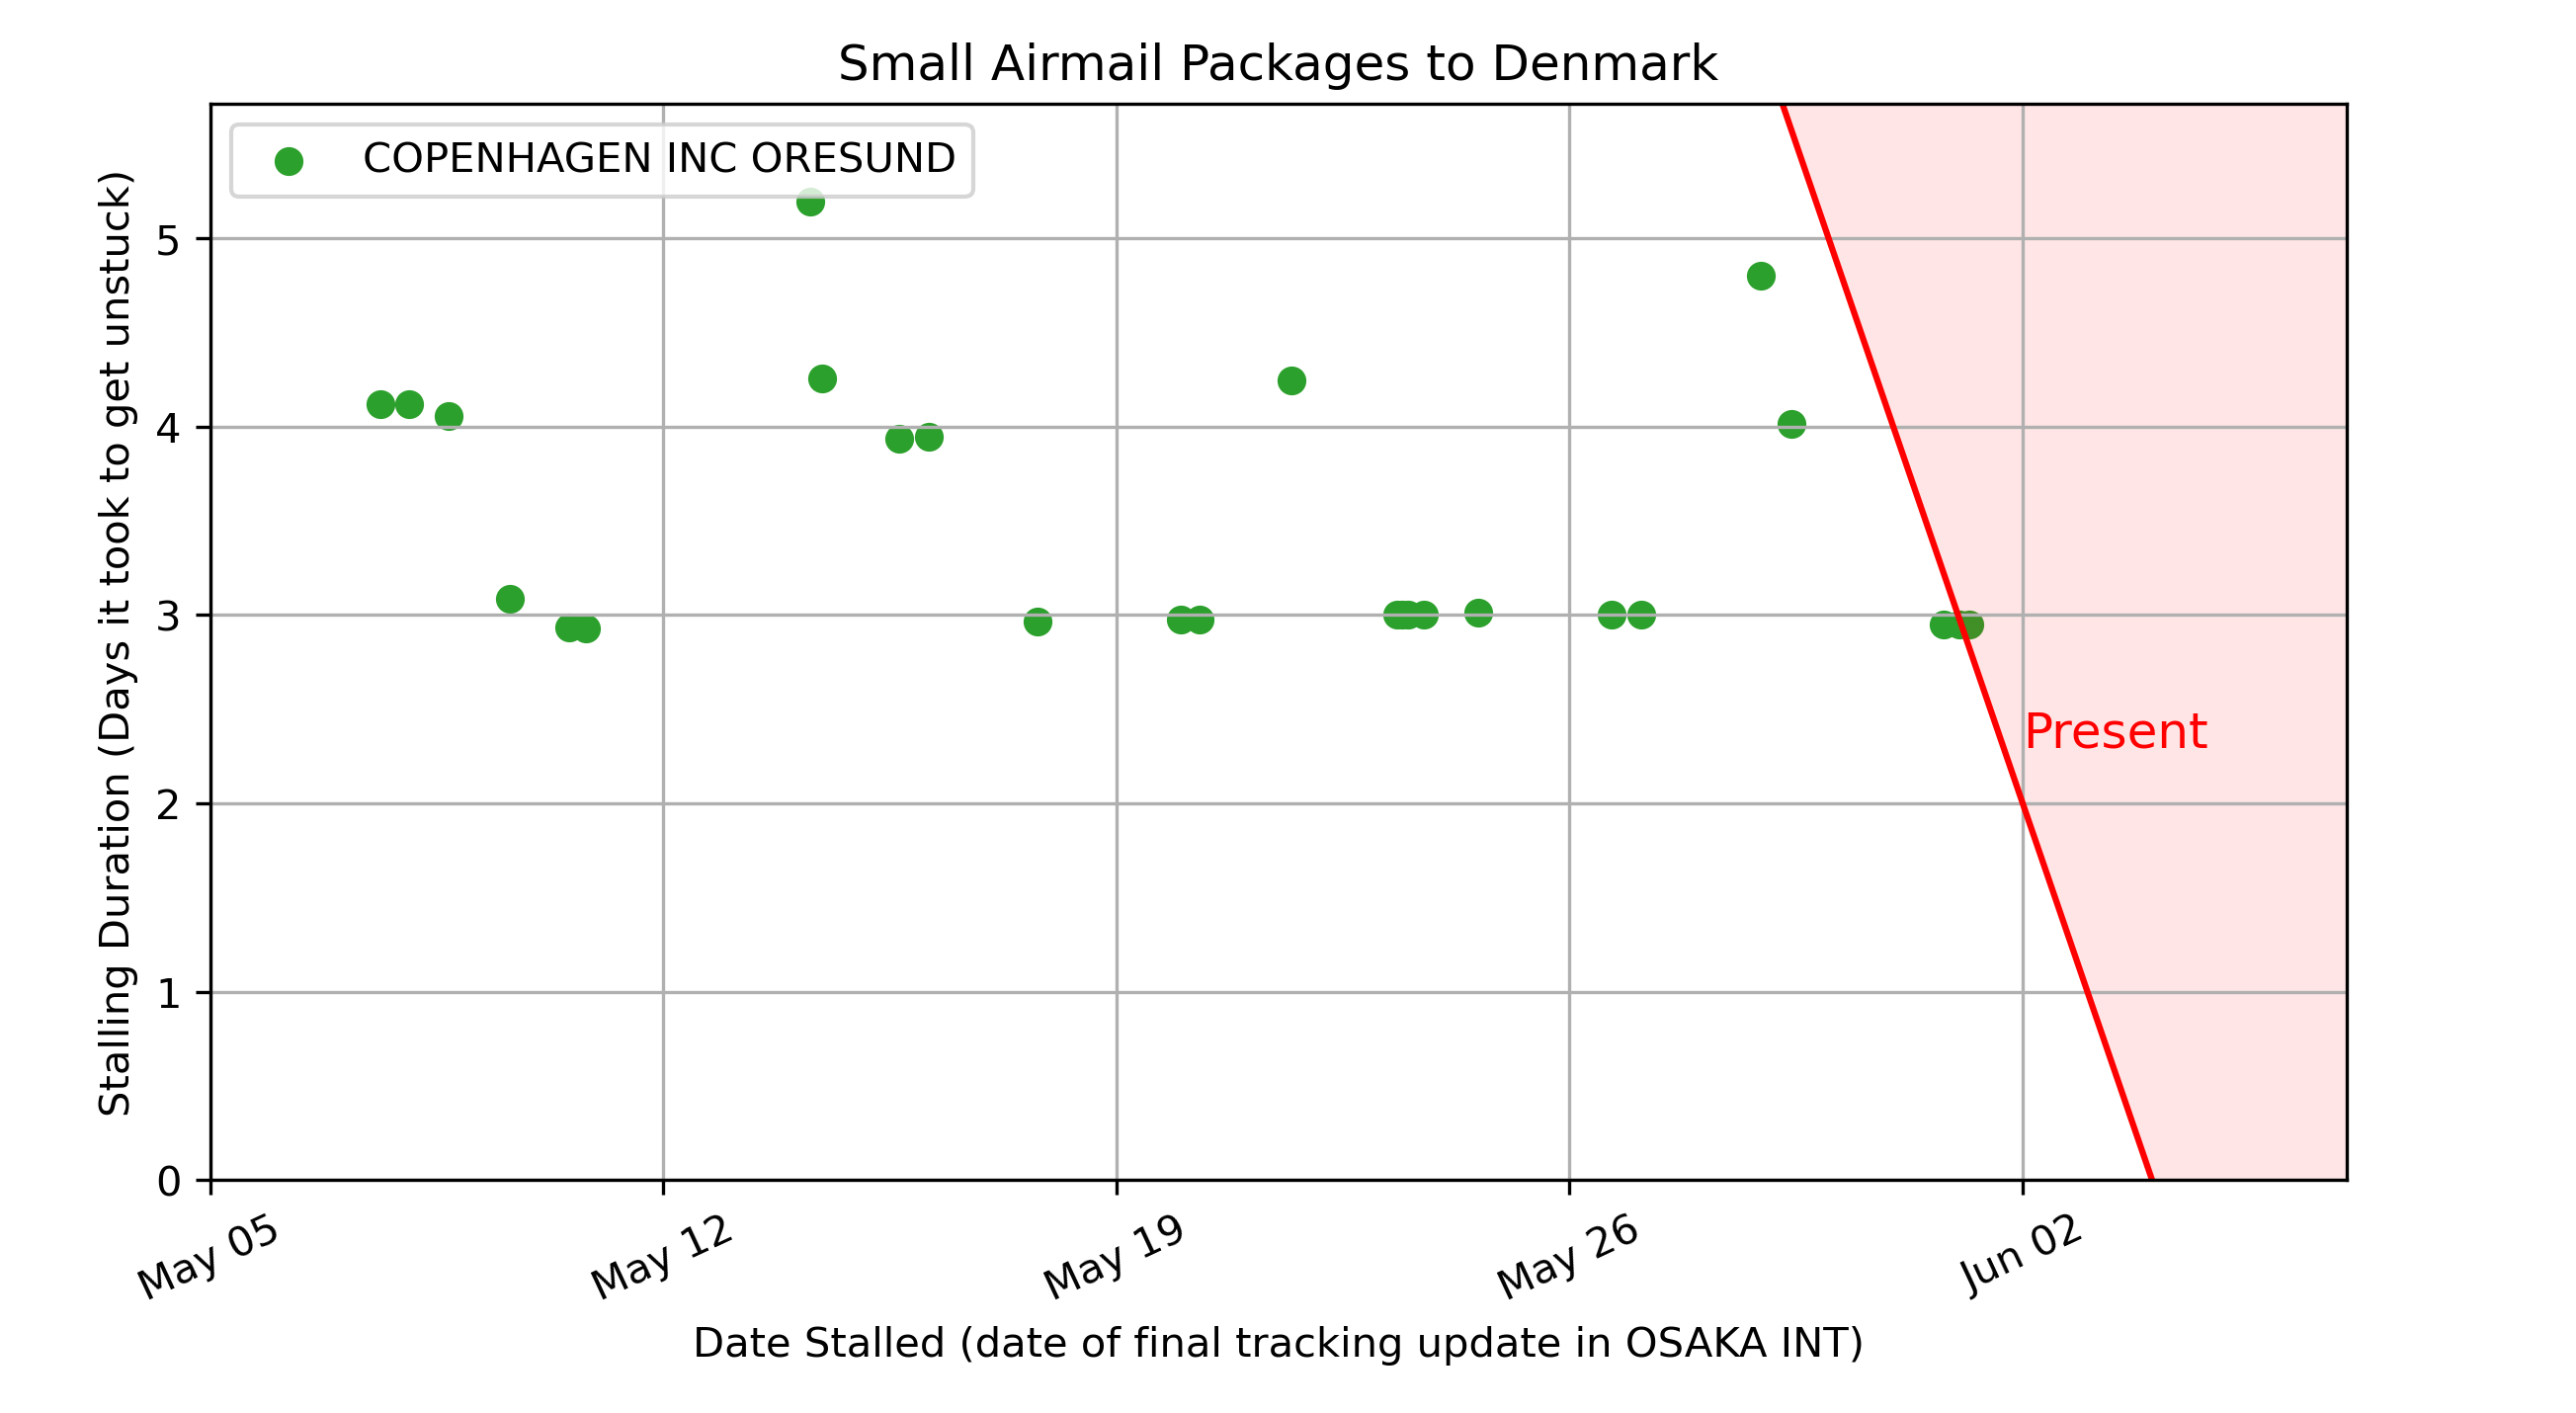 Small Airmail Packages to Denmark
COPENHAGEN INC ORESUND
Stalling Duration (Days it took to get unstuck)
5
4
3
2
1
0
Present
May 05
May 12
May 19
May 26
Jun 02
Date Stalled (date of final tracking update in OSAKA INT)